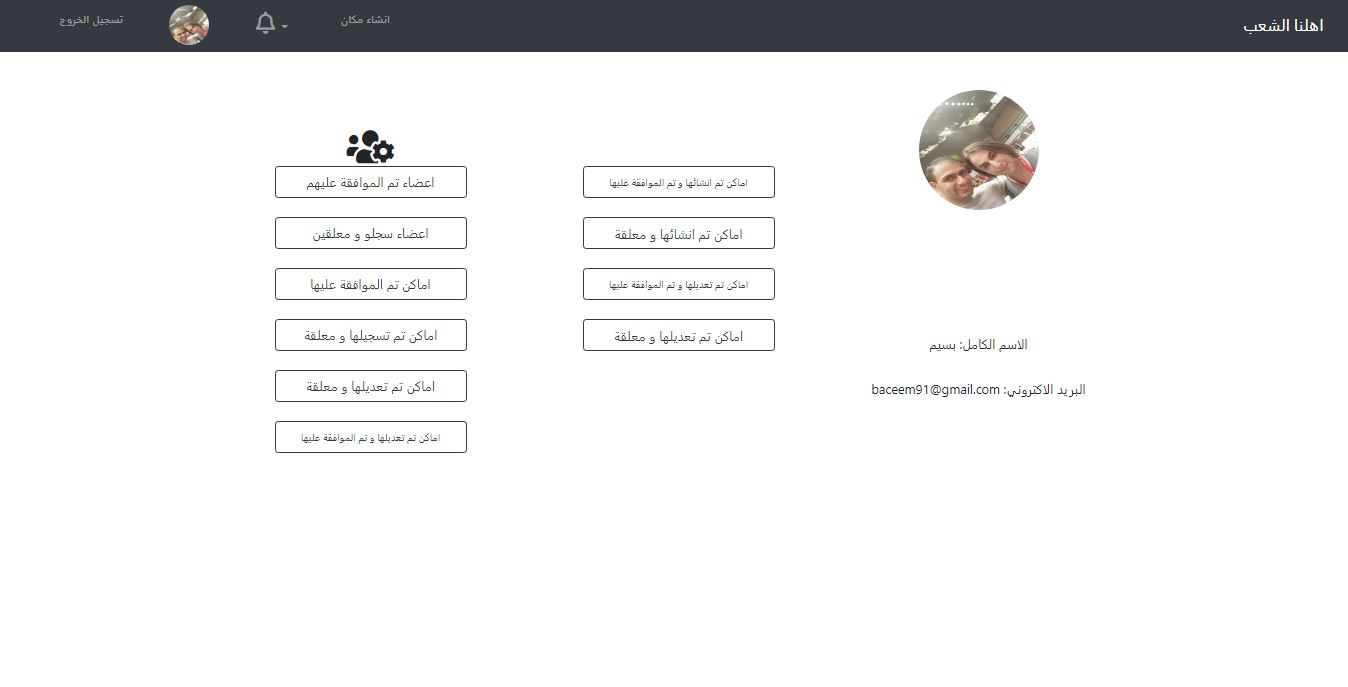 اهلنا الشعب
انشاء مكان
تسجيل الخروج
الاسم الكامل: بسيم
البريد الاكتروني: baceem91@gmail.com
اماكن تم انشائها و تم الموافقة عليها
اماكن تم انشائها و معلقة
اماكن تم تعديلها و تم الموافقة عليها
اماكن تم تعديلها و معلقة
اعضاء تم الموافقة عليهم
اعضاء سجلو و معلقين
اماكن تم الموافقة عليها
اماكن تم تسجيلها و معلقة
اماكن تم تعديلها و معلقة
اماكن تم تعديلها و تم الموافقة عليها